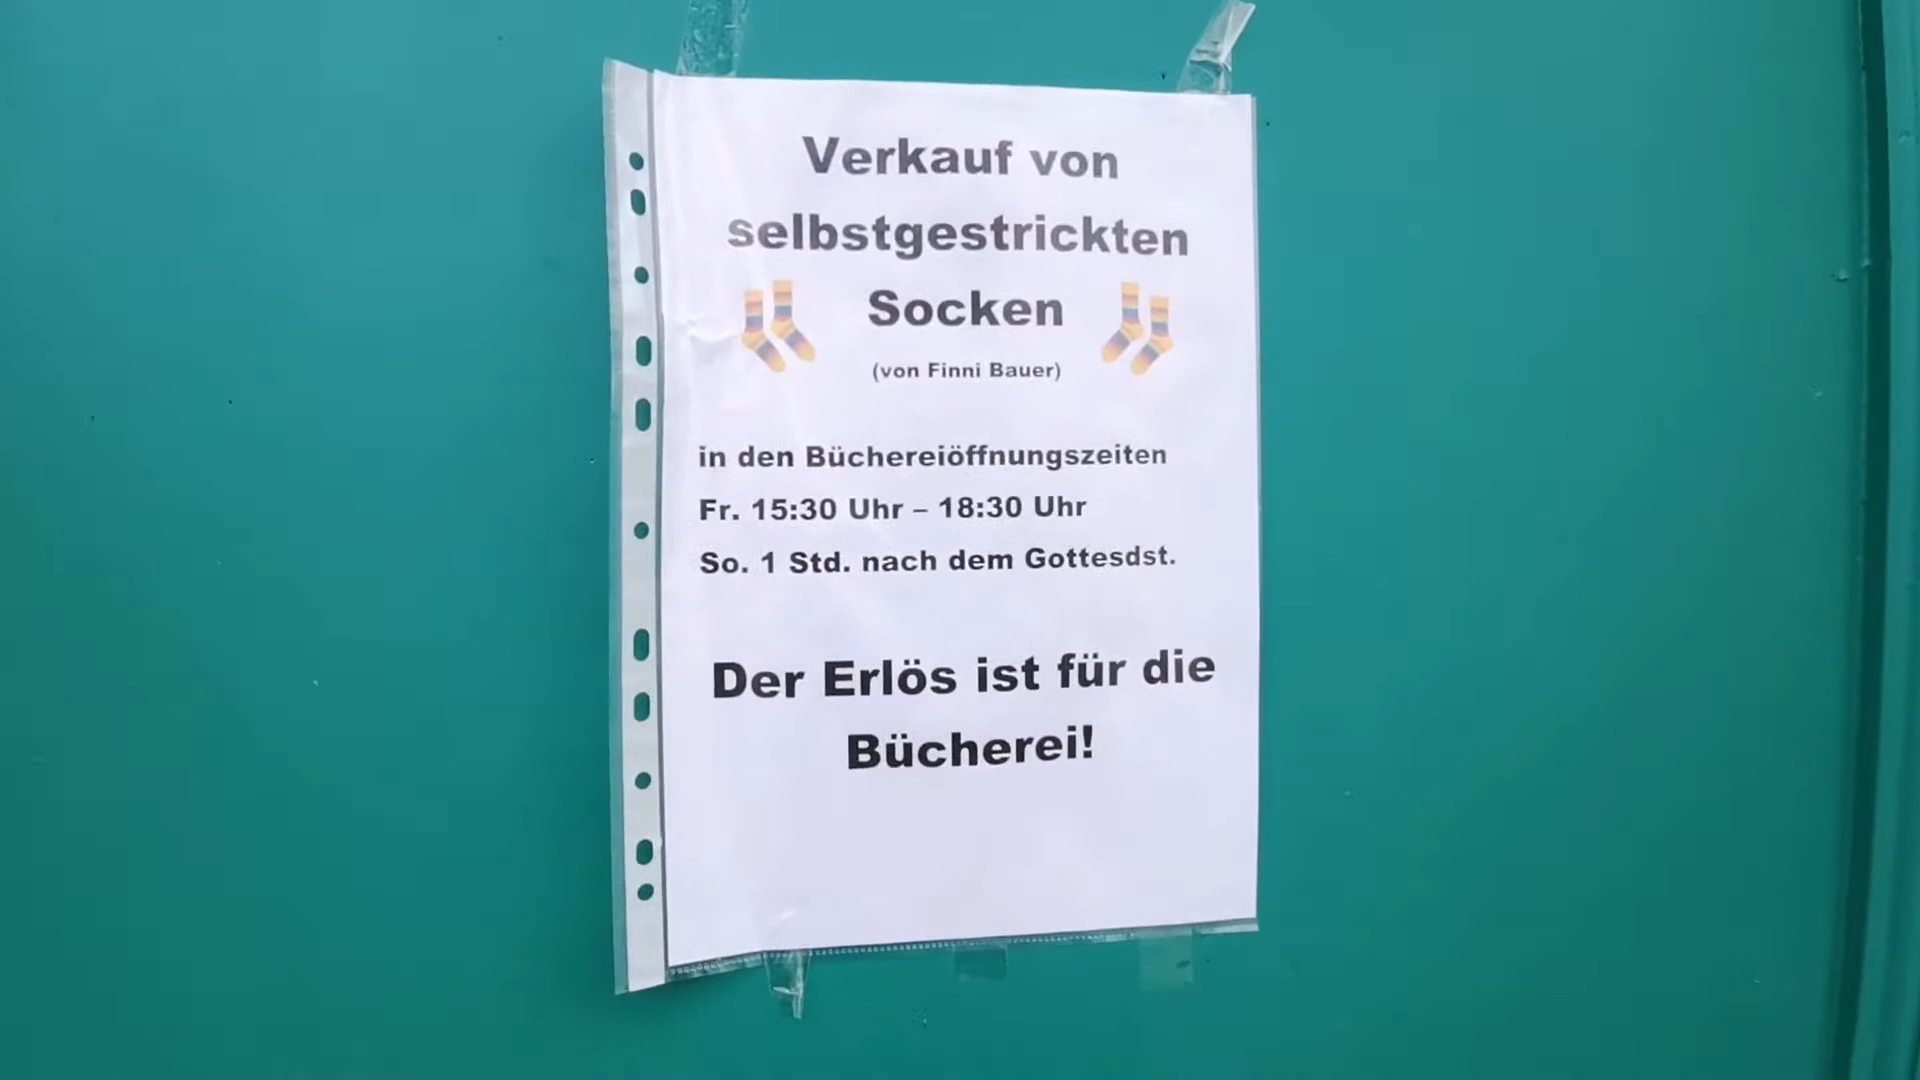 Verkauf von
selbstgestrickten
Socken
(von Finni Bauer)
in den Büchereiöffnungszeiten
Fr. 15:30 Uhr – 18:30 Uhr
So. 1 Std. nach dem Gottesdst.
Der Erlös ist für die
Bücherei!